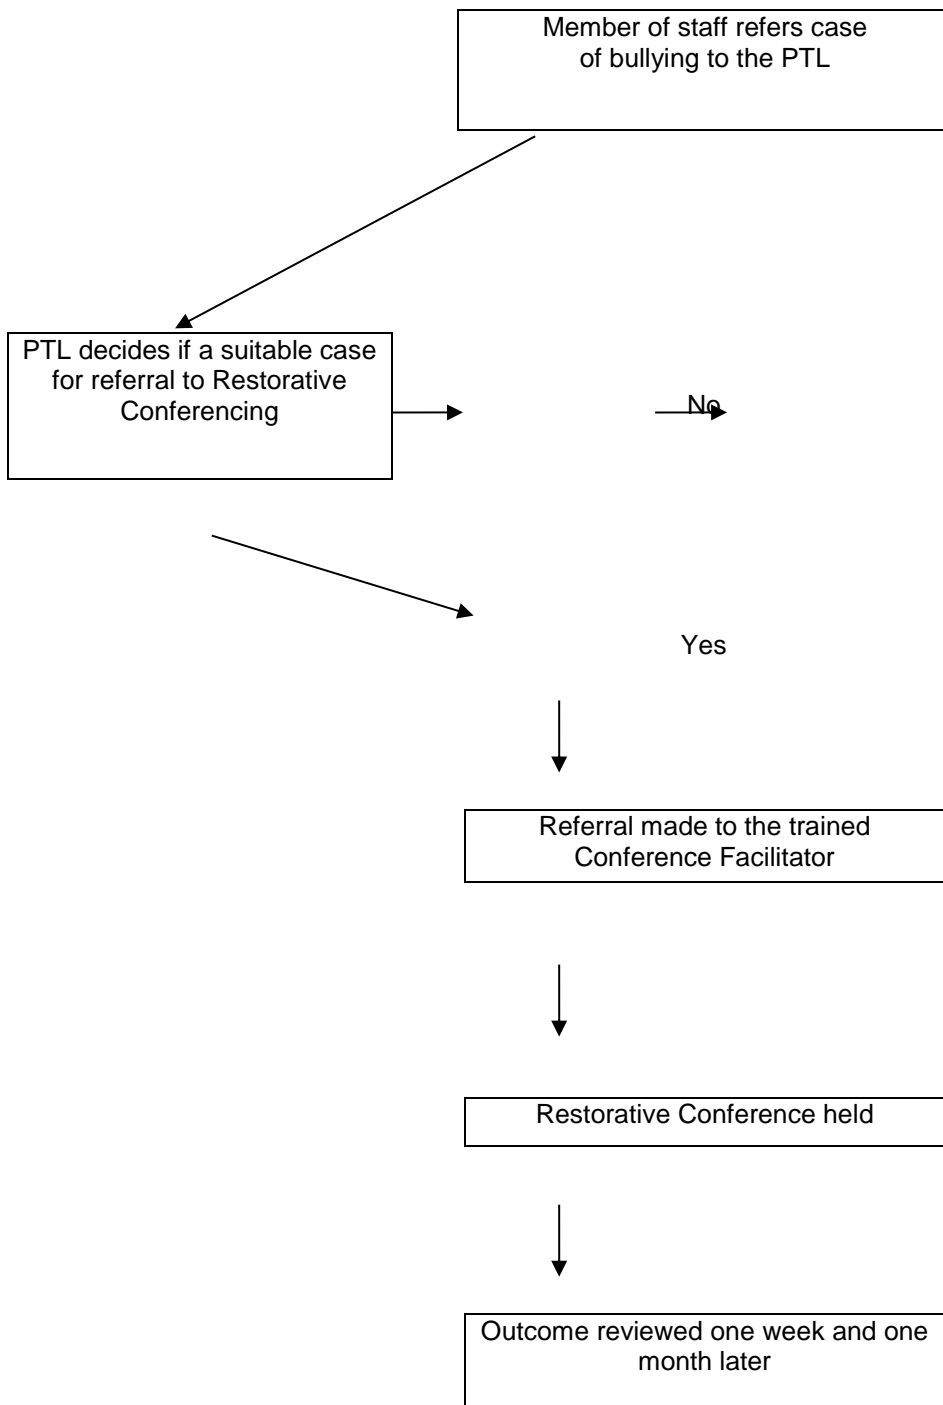 Member of staff refers case
of bullying to the PTL
PTL decides if a suitable case
for referral to Restorative
Conferencing
No
Yes
Referral made to the trained
Conference Facilitator
Restorative Conference held
Outcome reviewed one week and one
month later